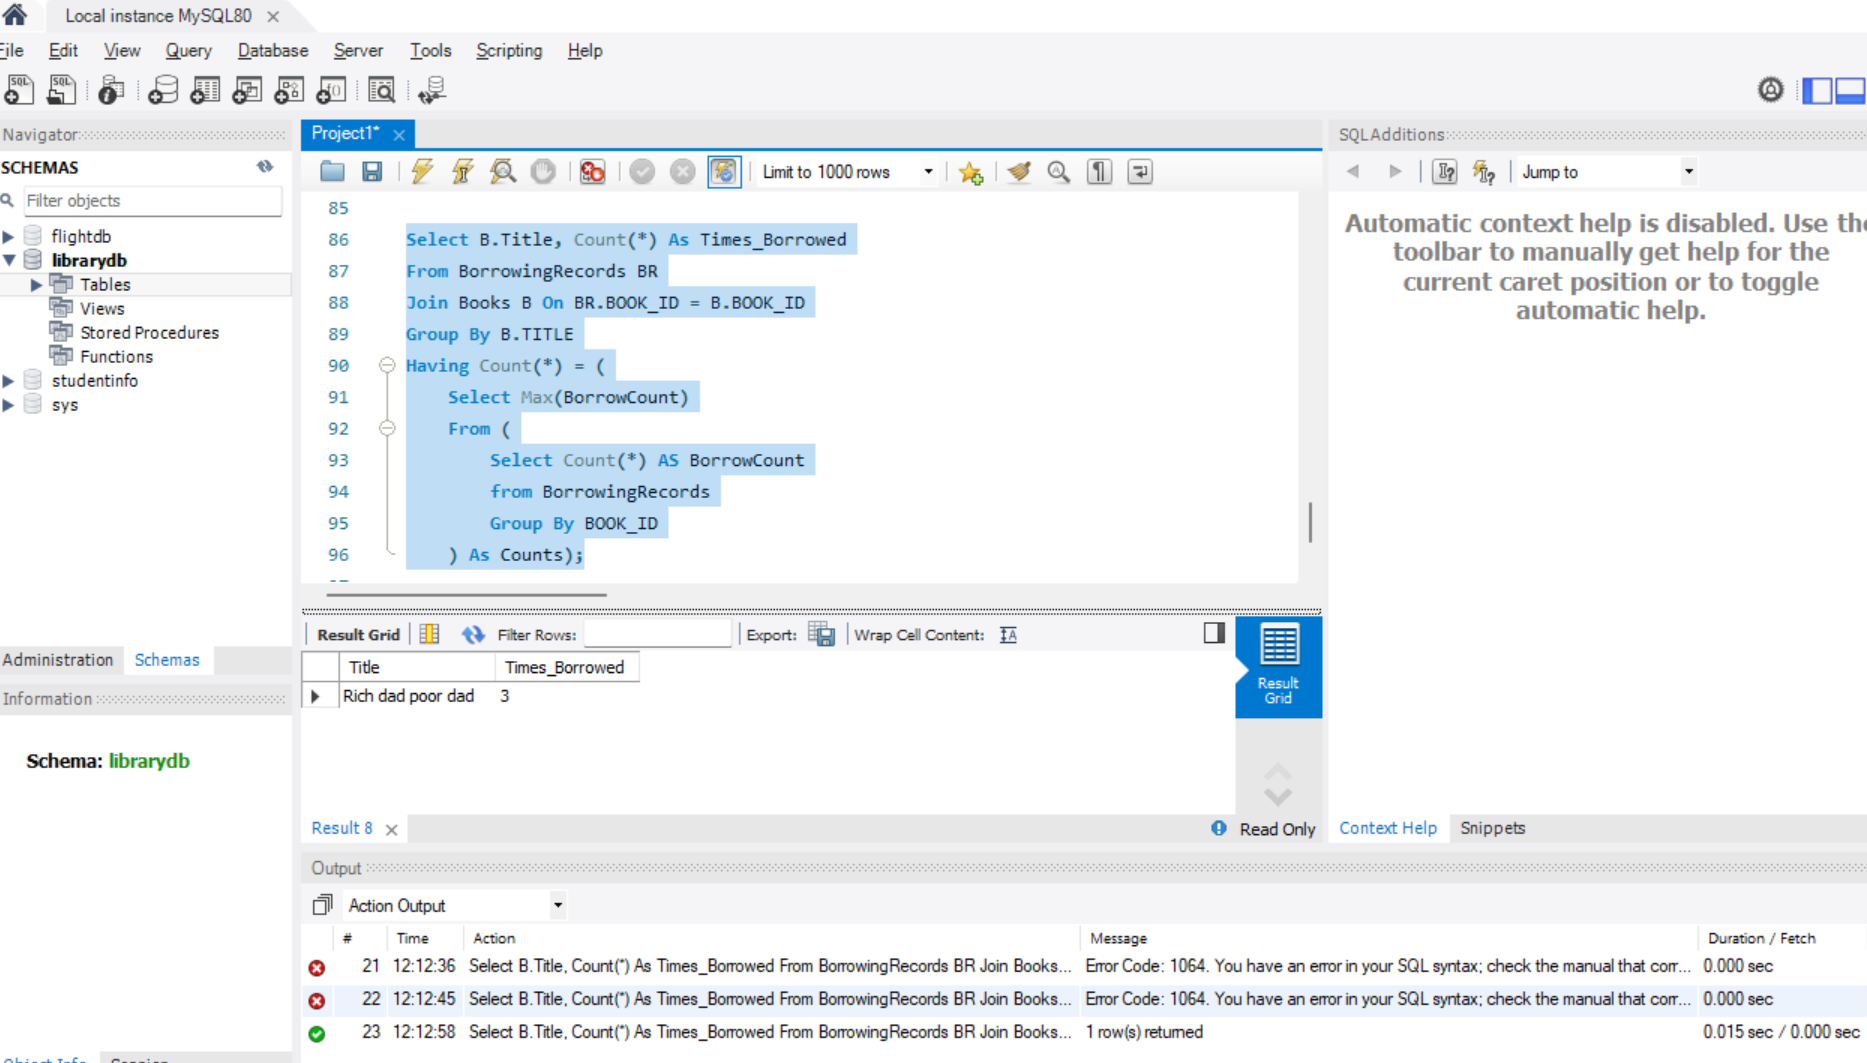 Local instance MySQL80
File Edit View Query Database Server Tools Scripting Help
Navigator
SCHEMAS
Filter objects
flightdb
librarydb
Tables
Views
Stored Procedures
Functions
studentinfo
sys
Administration Schemas
Information
Schema: librarydb
Project1*
Limit to 1000 rows
85
86 Select B.Title, Count(*) As Times_Borrowed
87 From BorrowingRecords BR
88 Join Books B On BR.BOOK_ID = B.BOOK_ID
89 Group By B.TITLE
90 Having Count(*) = (
91 Select Max(BorrowCount)
92 From (
93 Select Count(*) AS BorrowCount
94 from BorrowingRecords
95 Group By BOOK_ID
96 ) As Counts);
Result Grid Filter Rows: Export: Wrap Cell Content:
Title Times_Borrowed
Rich dad poor dad 3
Result
Grid
Result 8 Read Only
SQLAdditions
Jump to
Automatic context help is disabled. Use the
toolbar to manually get help for the
current caret position or to toggle
automatic help.
Context Help Snippets
Output
Action Output
# Time Action Message Duration / Fetch
21 12:12:36 Select B.Title, Count(*) As Times_Borrowed From BorrowingRecords BR Join Books... Error Code: 1064. You have an error in your SQL syntax; check the manual that corr... 0.000 sec
22 12:12:45 Select B.Title, Count(*) As Times_Borrowed From BorrowingRecords BR Join Books... Error Code: 1064. You have an error in your SQL syntax; check the manual that corr... 0.000 sec
23 12:12:58 Select B.Title, Count(*) As Times_Borrowed From BorrowingRecords BR Join Books... 1 row(s) returned 0.015 sec / 0.000 sec